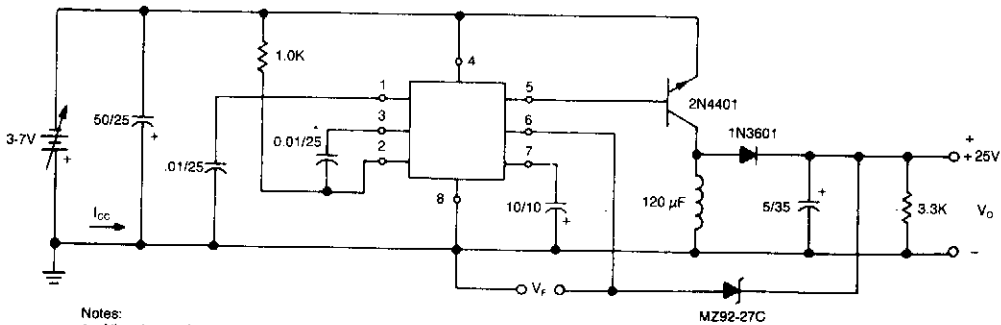 1.0K
4
1
5
2N4401
3
6
1N3601
+
+25V
3-7V
50/25
+
.01/25
0.01/25
2
7
+
+
8
10/10
+
120 µF
5/35
3.3K
VO
ICC
−
VF
MZ92-27C
Notes: